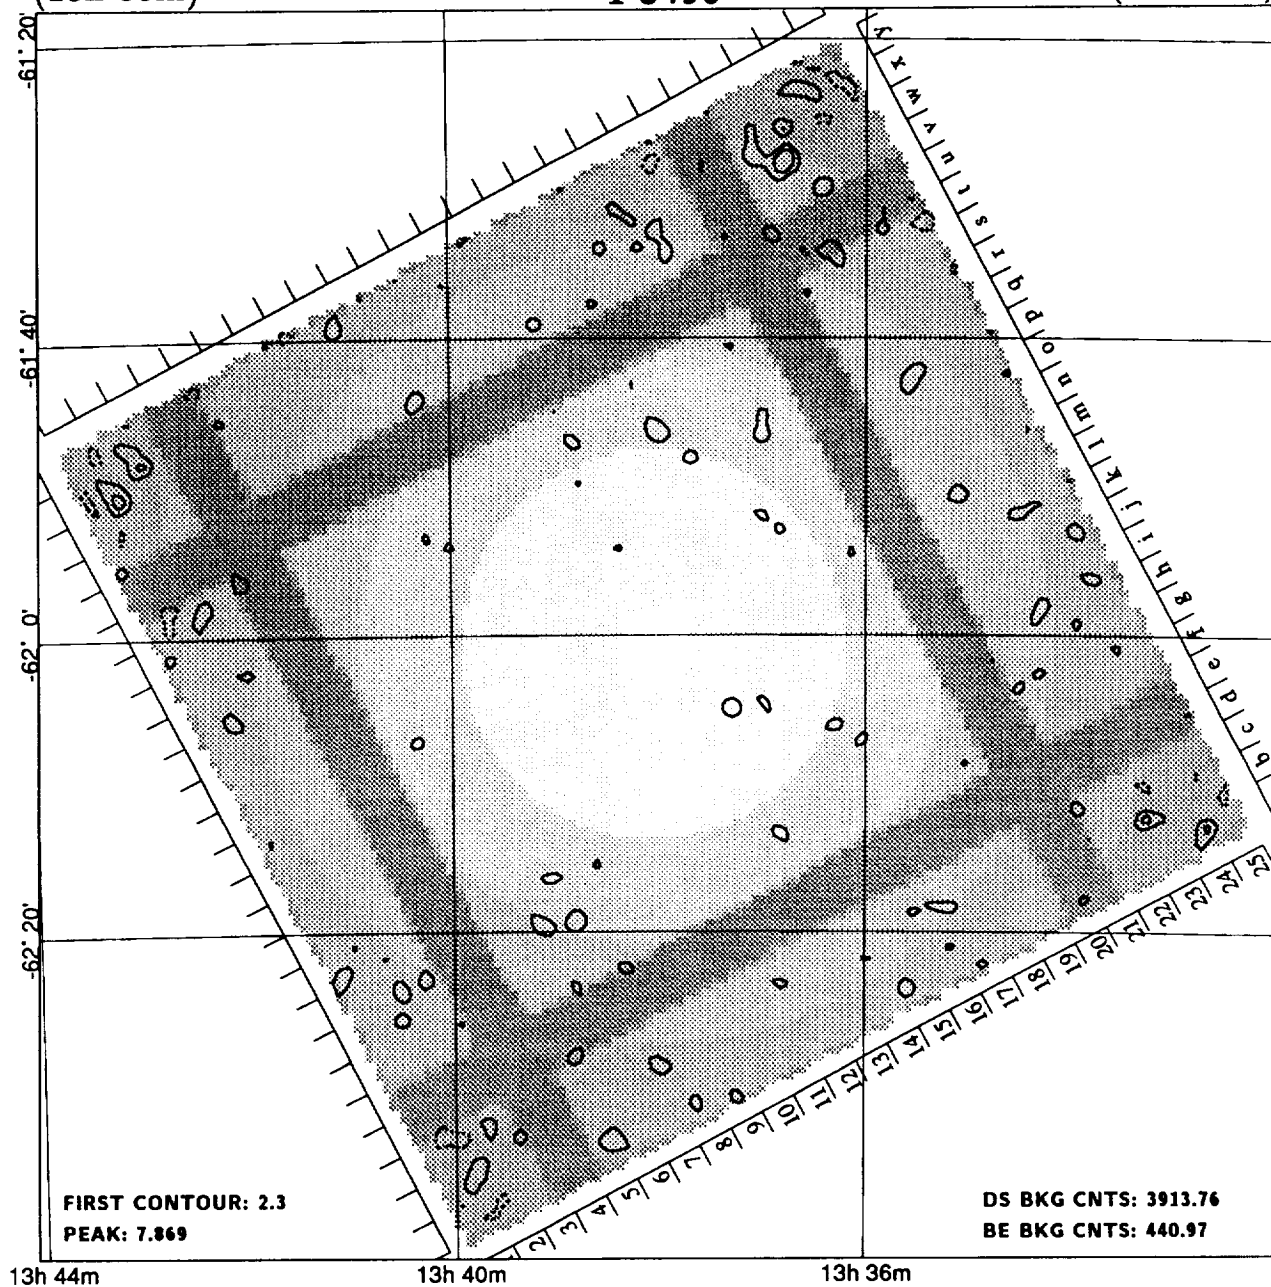 -61° 20'
y
x
w
v
u
t
s
r
q
p
o
n
m
l
k
j
i
h
g
f
e
d
c
b
-61° 40'
-62° 0'
-62° 20'
25
24
23
22
21
20
19
18
17
16
15
14
13
12
11
10
9
8
7
6
5
4
3
2
FIRST CONTOUR: 2.3
PEAK: 7.869
DS BKG CNTS: 3913.76
BE BKG CNTS: 440.97
13h 44m
13h 40m
13h 36m